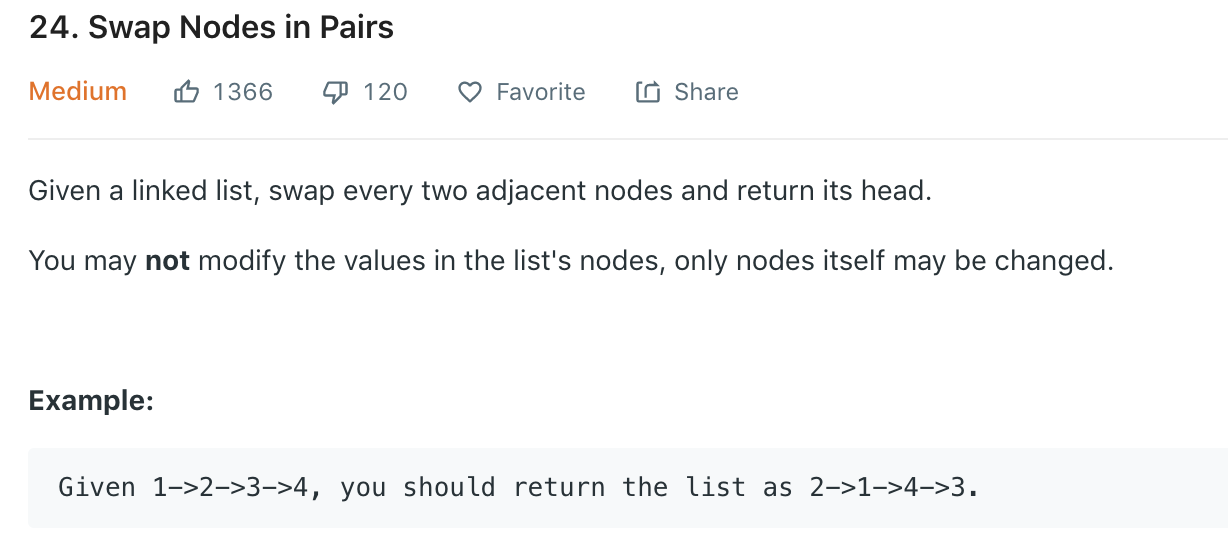 24. Swap Nodes in Pairs
Medium 1366 120 Favorite Share
Given a linked list, swap every two adjacent nodes and return its head.
You may not modify the values in the list's nodes, only nodes itself may be changed.
Example:
Given 1->2->3->4, you should return the list as 2->1->4->3.